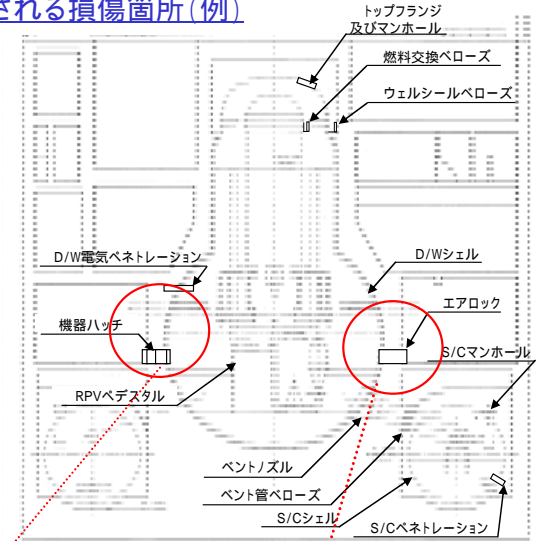 される損傷箇所(例)
トップフランジ
及びマンホール
燃料交換ベローズ
ウェルシールベローズ
D/W電気ペネトレーション
D/Wシェル
エアロック
機器ハッチ
S/Cマンホール
RPVペデスタル
ベントノズル
ベント管ベローズ
S/Cシェル
S/Cペネトレーション